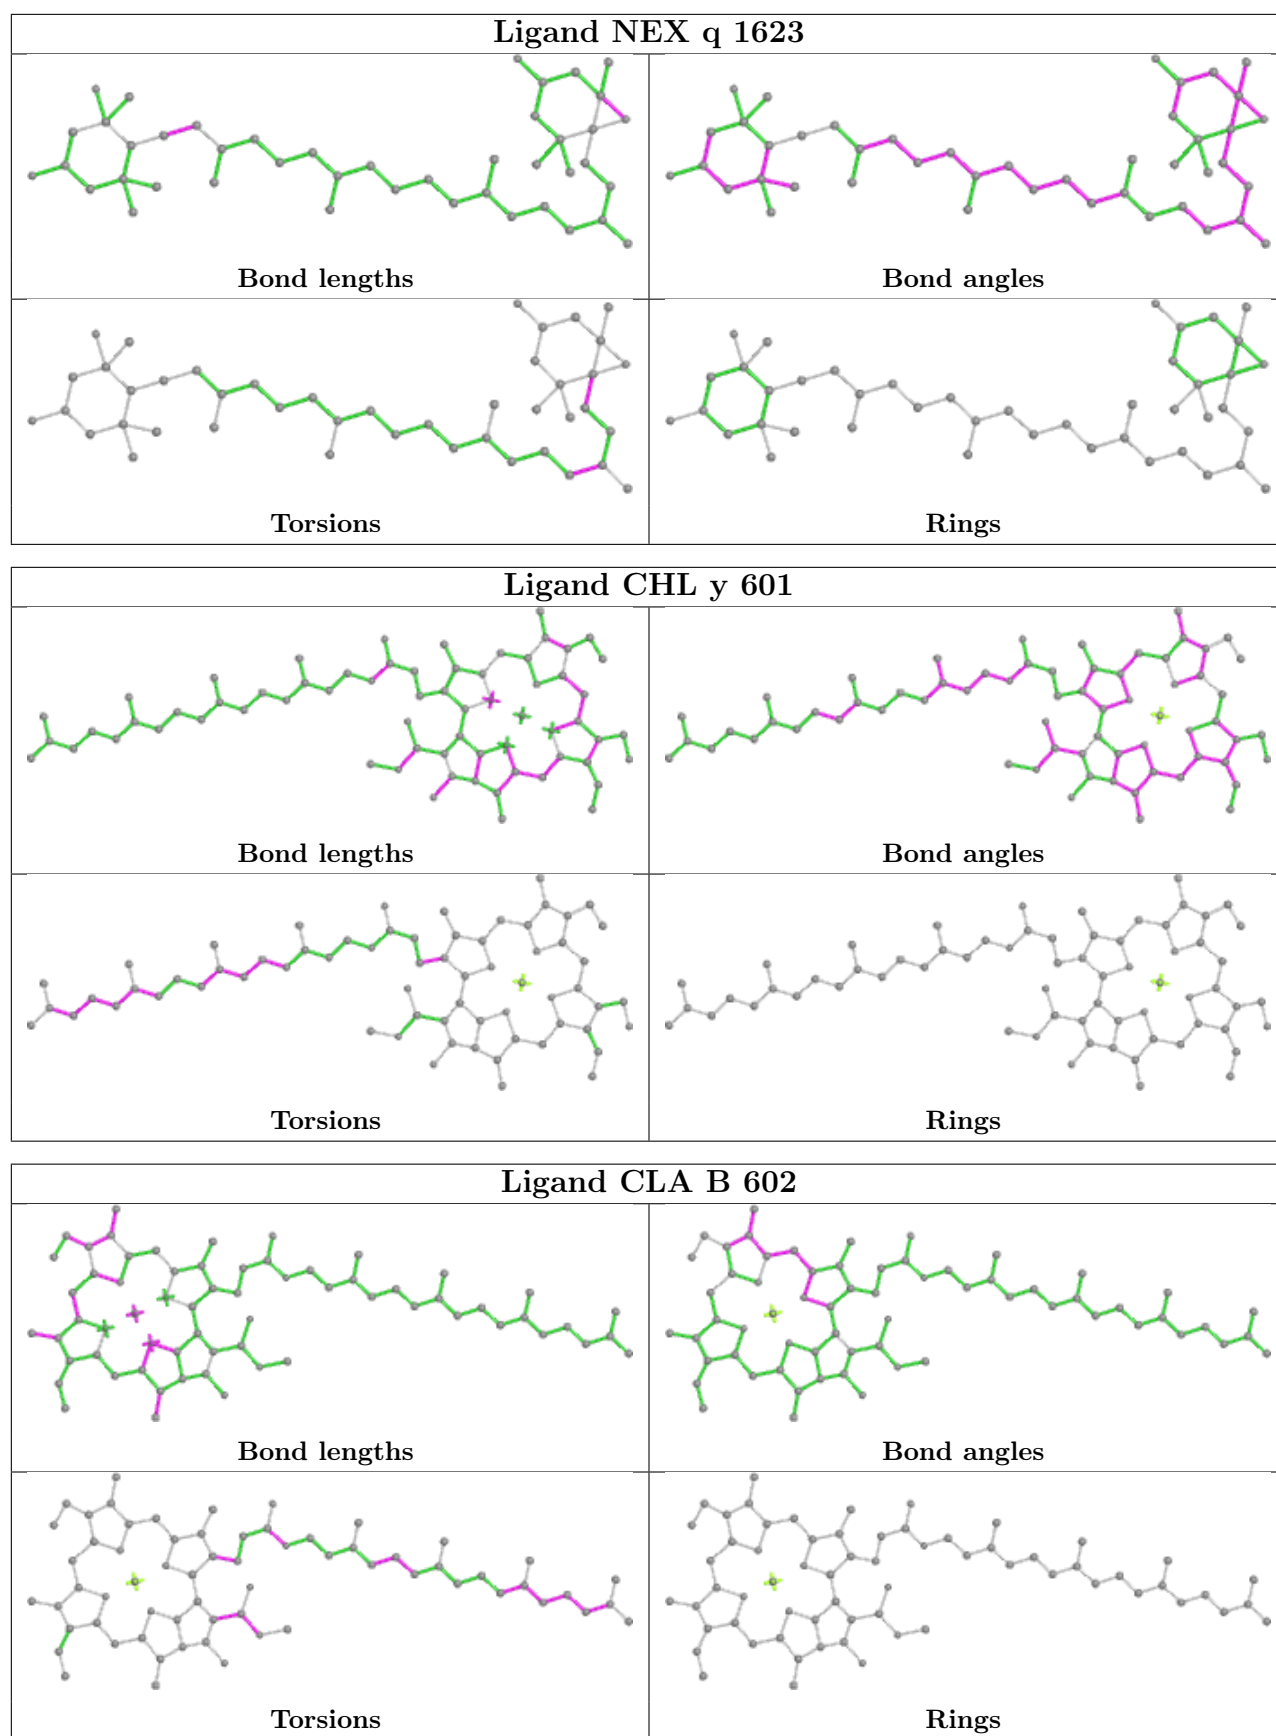 Ligand NEX q 1623
Bond lengths
Bond angles
Torsions
Rings
Ligand CHL y 601
Bond lengths
Bond angles
Torsions
Rings
Ligand CLA B 602
Bond lengths
Bond angles
Torsions
Rings